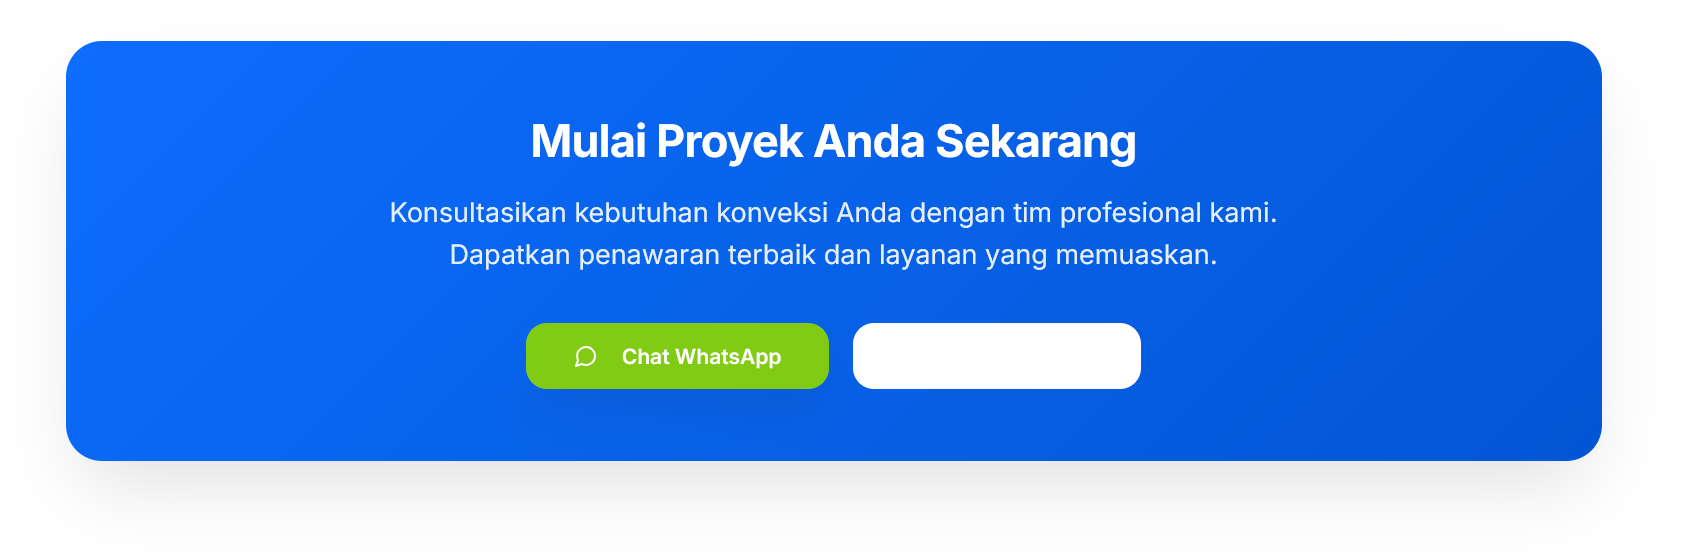 Mulai Proyek Anda Sekarang
Konsultasikan kebutuhan konveksi Anda dengan tim profesional kami.
Dapatkan penawaran terbaik dan layanan yang memuaskan.
Chat WhatsApp